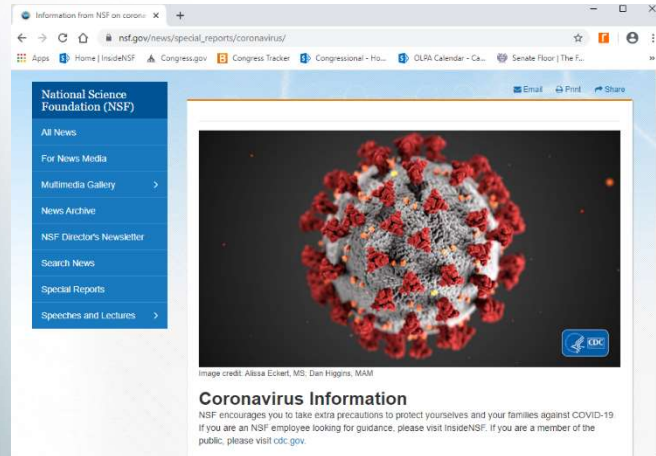 Information from NSF on corona
nsf.gov/news/special_reports/coronavirus/
Apps Home | InsideNSF Congress.gov Congress Tracker Congressional - Ho... OLPA Calendar - Ca... Senate Floor | The F...
National Science
Foundation (NSF)
All News
For News Media
Multimedia Gallery
News Archive
NSF Director's Newsletter
Search News
Special Reports
Speeches and Lectures
Email Print Share
CDC
Image credit: Alissa Eckert, MS; Dan Higgins, MAM
Coronavirus Information
NSF encourages you to take extra precautions to protect yourselves and your families against COVID-19.
If you are an NSF employee looking for guidance, please visit InsideNSF. If you are a member of the
public, please visit cdc.gov.